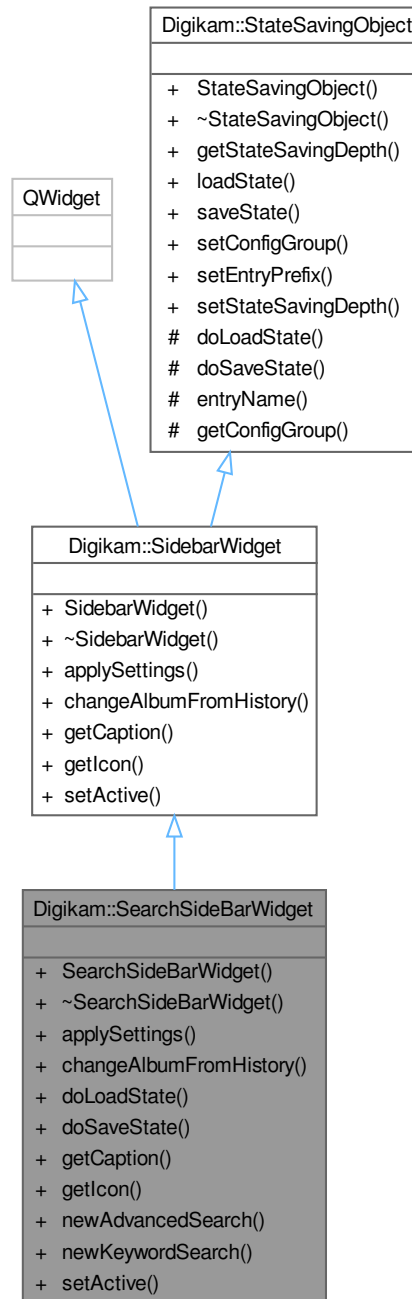 Digikam::StateSavingObject
+ StateSavingObject()
+ ~StateSavingObject()
+ getStateSavingDepth()
+ loadState()
+ saveState()
+ setConfigGroup()
+ setEntryPrefix()
+ setStateSavingDepth()
# doLoadState()
# doSaveState()
# entryName()
# getConfigGroup()
QWidget
Digikam::SidebarWidget
+ SidebarWidget()
+ ~SidebarWidget()
+ applySettings()
+ changeAlbumFromHistory()
+ getCaption()
+ getIcon()
+ setActive()
Digikam::SearchSideBarWidget
+ SearchSideBarWidget()
+ ~SearchSideBarWidget()
+ applySettings()
+ changeAlbumFromHistory()
+ doLoadState()
+ doSaveState()
+ getCaption()
+ getIcon()
+ newAdvancedSearch()
+ newKeywordSearch()
+ setActive()